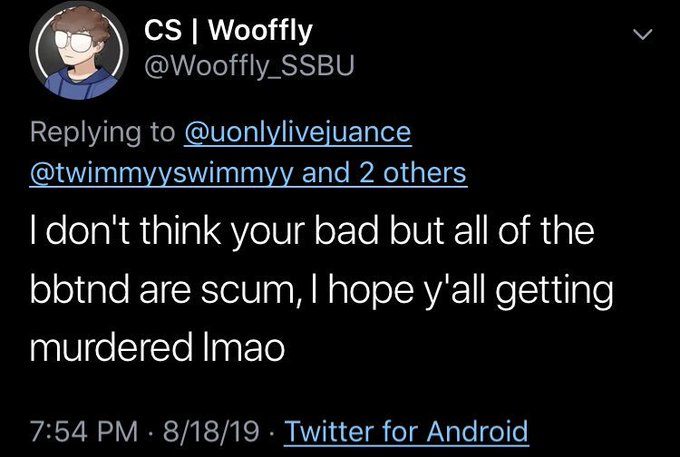 CS | Wooffly
@Wooffly_SSBU
Replying to @uonlylivejuance
@twimmyyswimmyy and 2 others
I don't think your bad but all of the
bbtnd are scum, I hope y'all getting
murdered lmao
7:54 PM · 8/18/19 · Twitter for Android